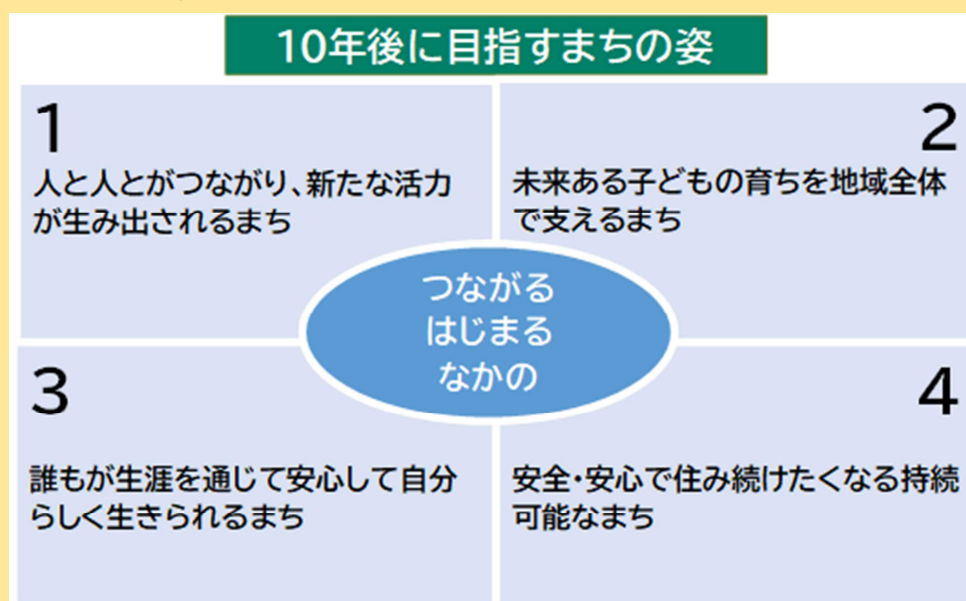 10年後に目指すまちの姿
1
人と人とがつながり、新たな活力
が生み出されるまち
2
未来ある子どもの育ちを地域全体
で支えるまち
つながる
はじまる
なかの
3
誰もが生涯を通じて安心して自分
らしく生きられるまち
4
安全・安心で住み続けたくなる持続
可能なまち